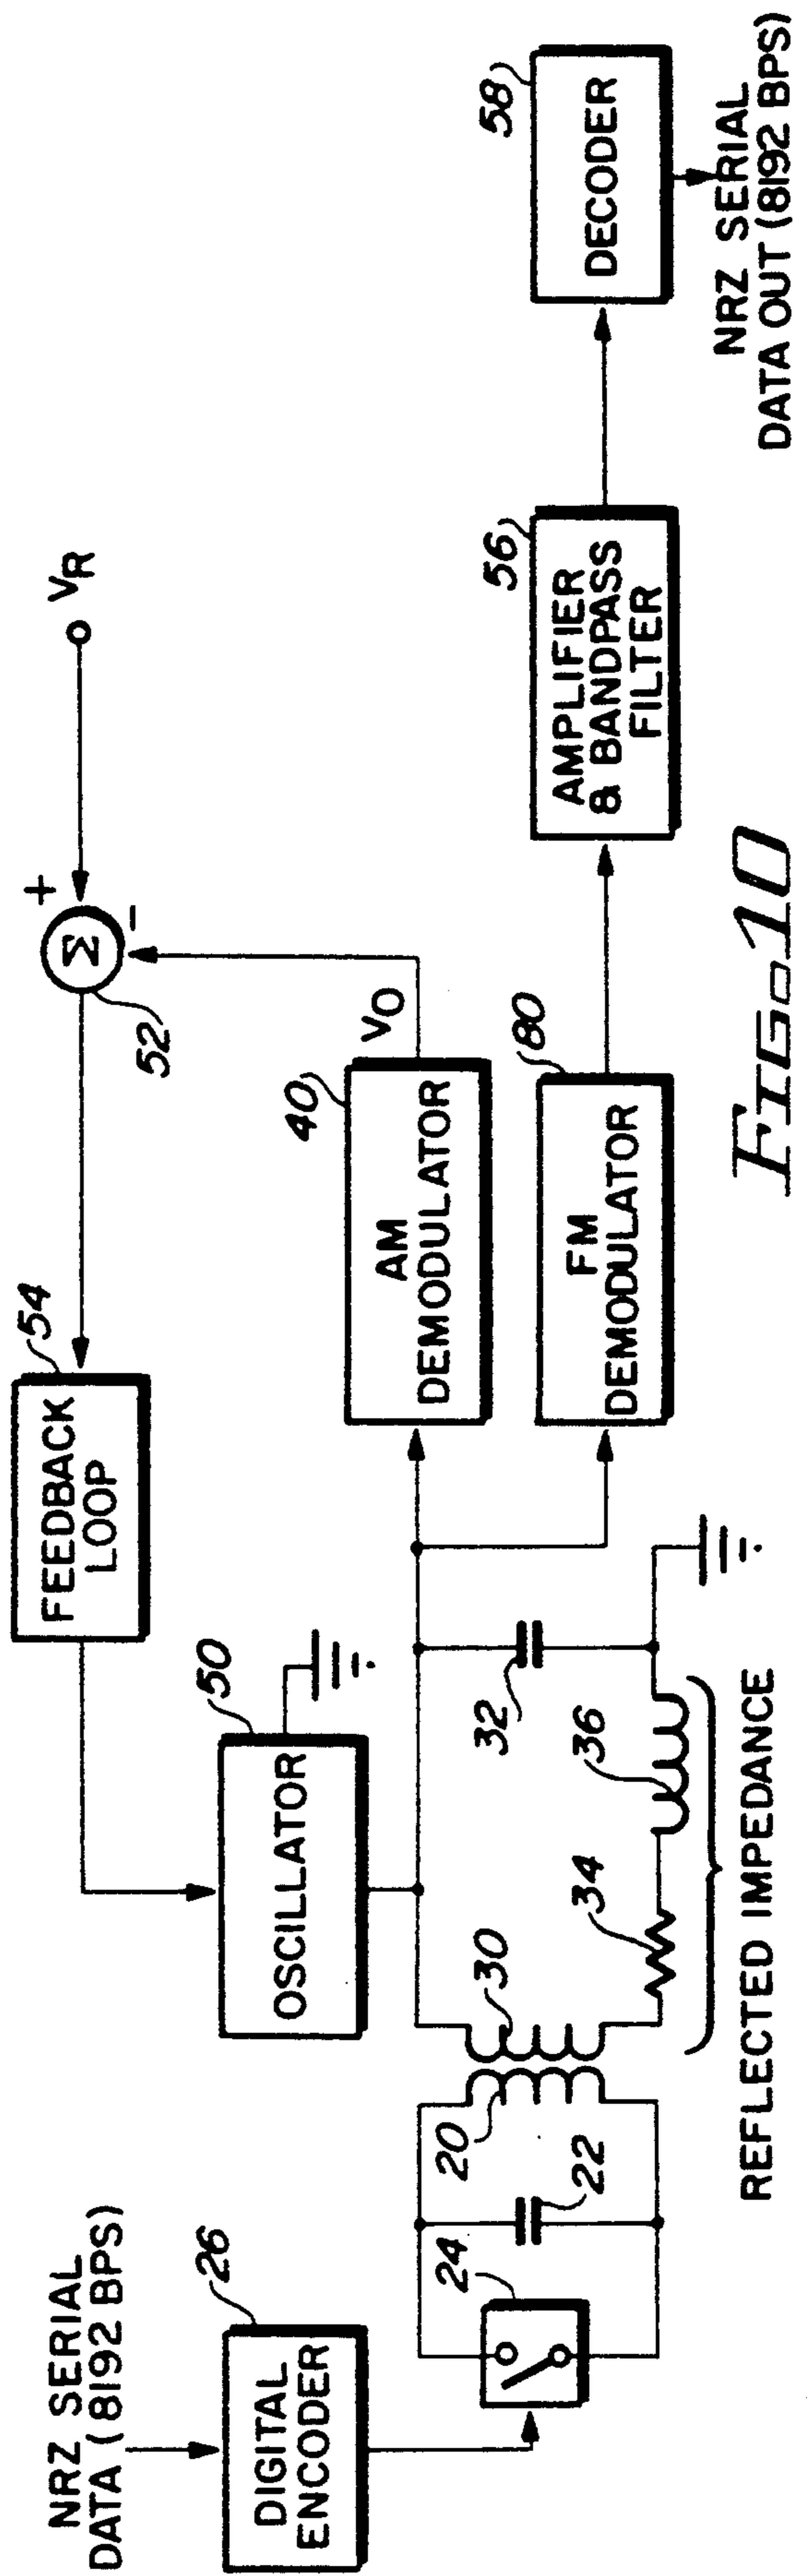 NRZ SERIAL
DATA (8192 BPS)
26
DIGITAL
ENCODER
24
22
20
30
34
36
32
REFLECTED IMPEDANCE
50
OSCILLATOR
54
FEEDBACK
LOOP
52
Σ
+
-
VR
VO
40
AM
DEMODULATOR
80
FM
DEMODULATOR
56
AMPLIFIER
& BANDPASS
FILTER
58
DECODER
NRZ SERIAL
DATA OUT (8192 BPS)
FIG. 10